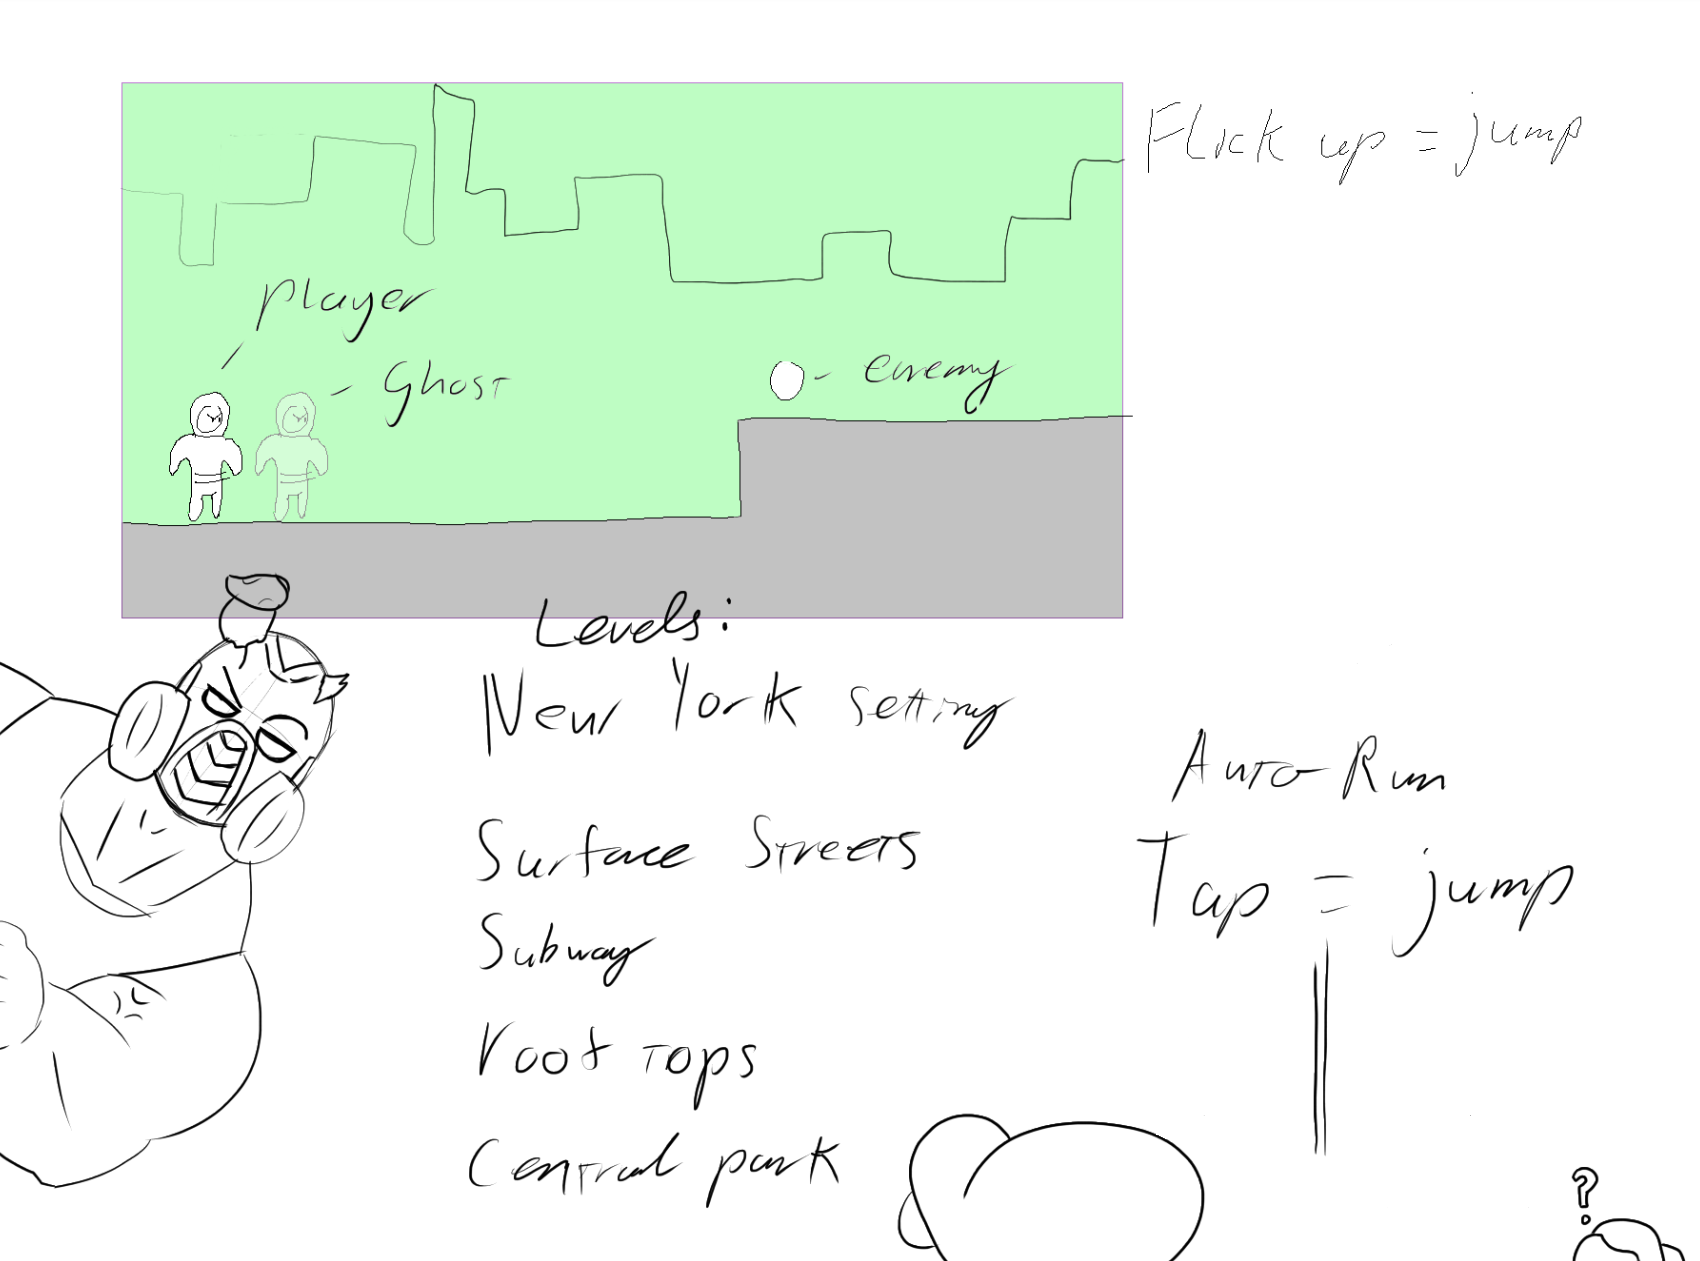 Flick up = jump
player
Ghost
enemy
Levels:
New York setting
Surface Streets
Subway
roof tops
Central park
Auto-Run
Tap = jump
?